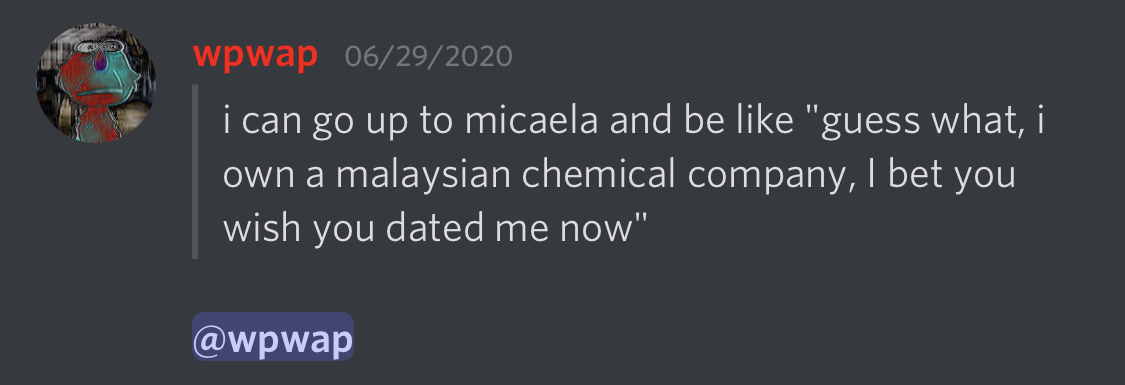 wpwap 06/29/2020
i can go up to micaela and be like "guess what, i
own a malaysian chemical company, I bet you
wish you dated me now"
@wpwap